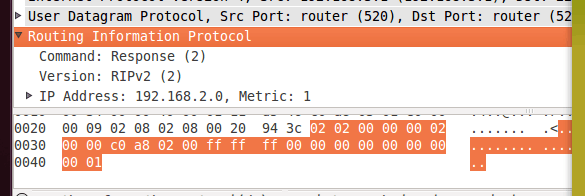 User Datagram Protocol, Src Port: router (520), Dst Port: router (52
Routing Information Protocol
Command: Response (2)
Version: RIPv2 (2)
IP Address: 192.168.2.0, Metric: 1
0020 00 09 02 08 02 08 00 20 94 3c 02 02 00 00 00 02 ....... .<..
0030 00 00 c0 a8 02 00 ff ff ff 00 00 00 00 00 00 00 ........ ....
0040 00 01 ..